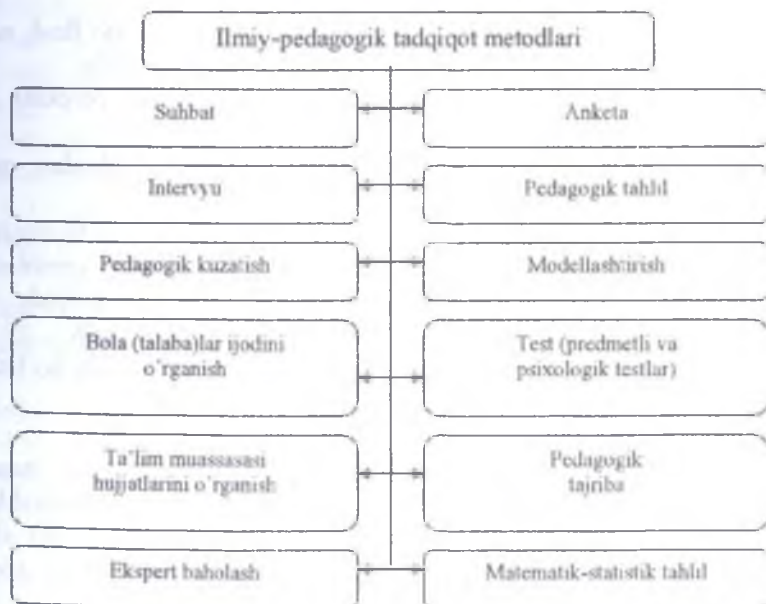 Ilmiy-pedagogik tadqiqot metodlari
Suhbat
Anketa
Intervyu
Pedagogik tahlil
Pedagogik kuzatish
Modellashtirish
Bola (talaba)lar ijodini
o'rganish
Test (predmetli va
psixologik testlar)
Ta'lim muassasasi
hujjatlarini o'rganish
Pedagogik
tajriba
Ekspert baholash
Matematik-statistik tahlil